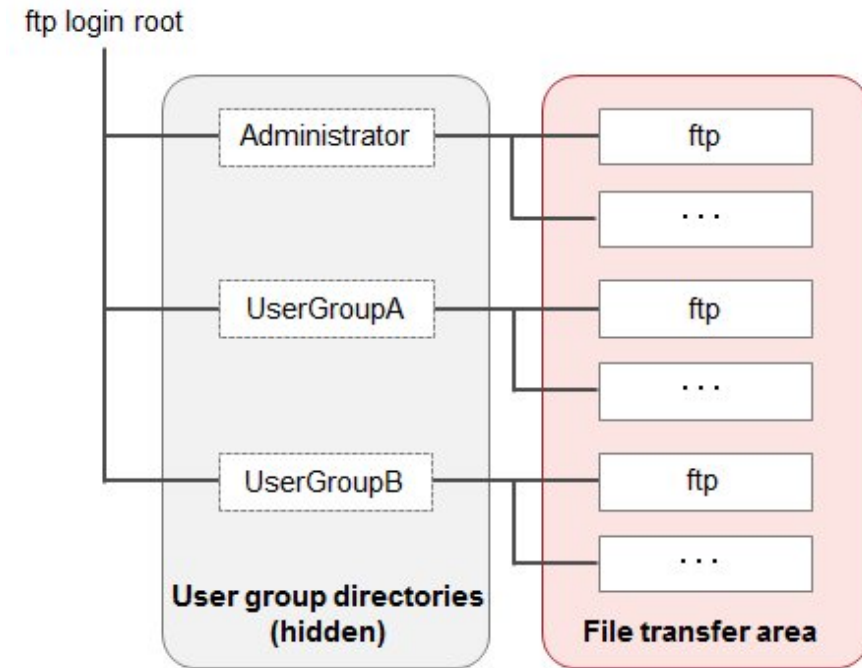 ftp login root
Administrator
ftp
...
UserGroupA
ftp
...
UserGroupB
ftp
...
User group directories
(hidden)
File transfer area